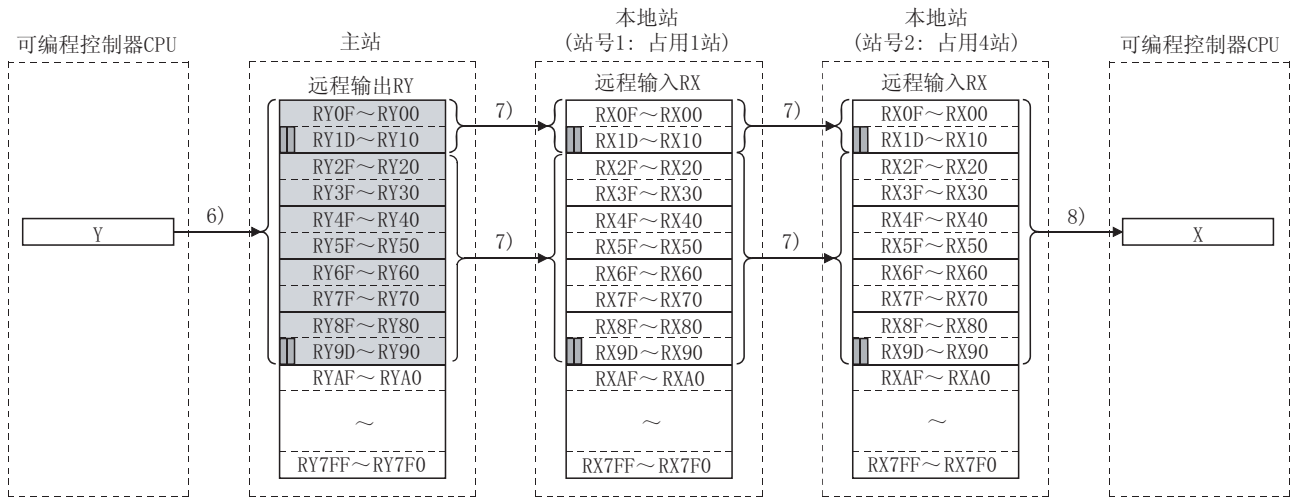 可编程控制器CPU
主站
本地站
(站号1: 占用1站)
本地站
(站号2: 占用4站)
可编程控制器CPU
远程输出RY
远程输入RX
远程输入RX
RY0F～RY00
7)
RX0F～RX00
7)
RX0F～RX00
RY1D～RY10
RX1D～RX10
RX1D～RX10
RY2F～RY20
RX2F～RX20
RX2F～RX20
RY3F～RY30
RX3F～RX30
RX3F～RX30
Y
6)
RY4F～RY40
RX4F～RX40
RX4F～RX40
8)
X
RY5F～RY50
7)
RX5F～RX50
7)
RX5F～RX50
RY6F～RY60
RX6F～RX60
RX6F～RX60
RY7F～RY70
RX7F～RX70
RX7F～RX70
RY8F～RY80
RX8F～RX80
RX8F～RX80
RY9D～RY90
RX9D～RX90
RX9D～RX90
RYAF～RYA0
RXAF～RXA0
RXAF～RXA0
～
～
～
RY7FF～RY7F0
RX7FF～RX7F0
RX7FF～RX7F0